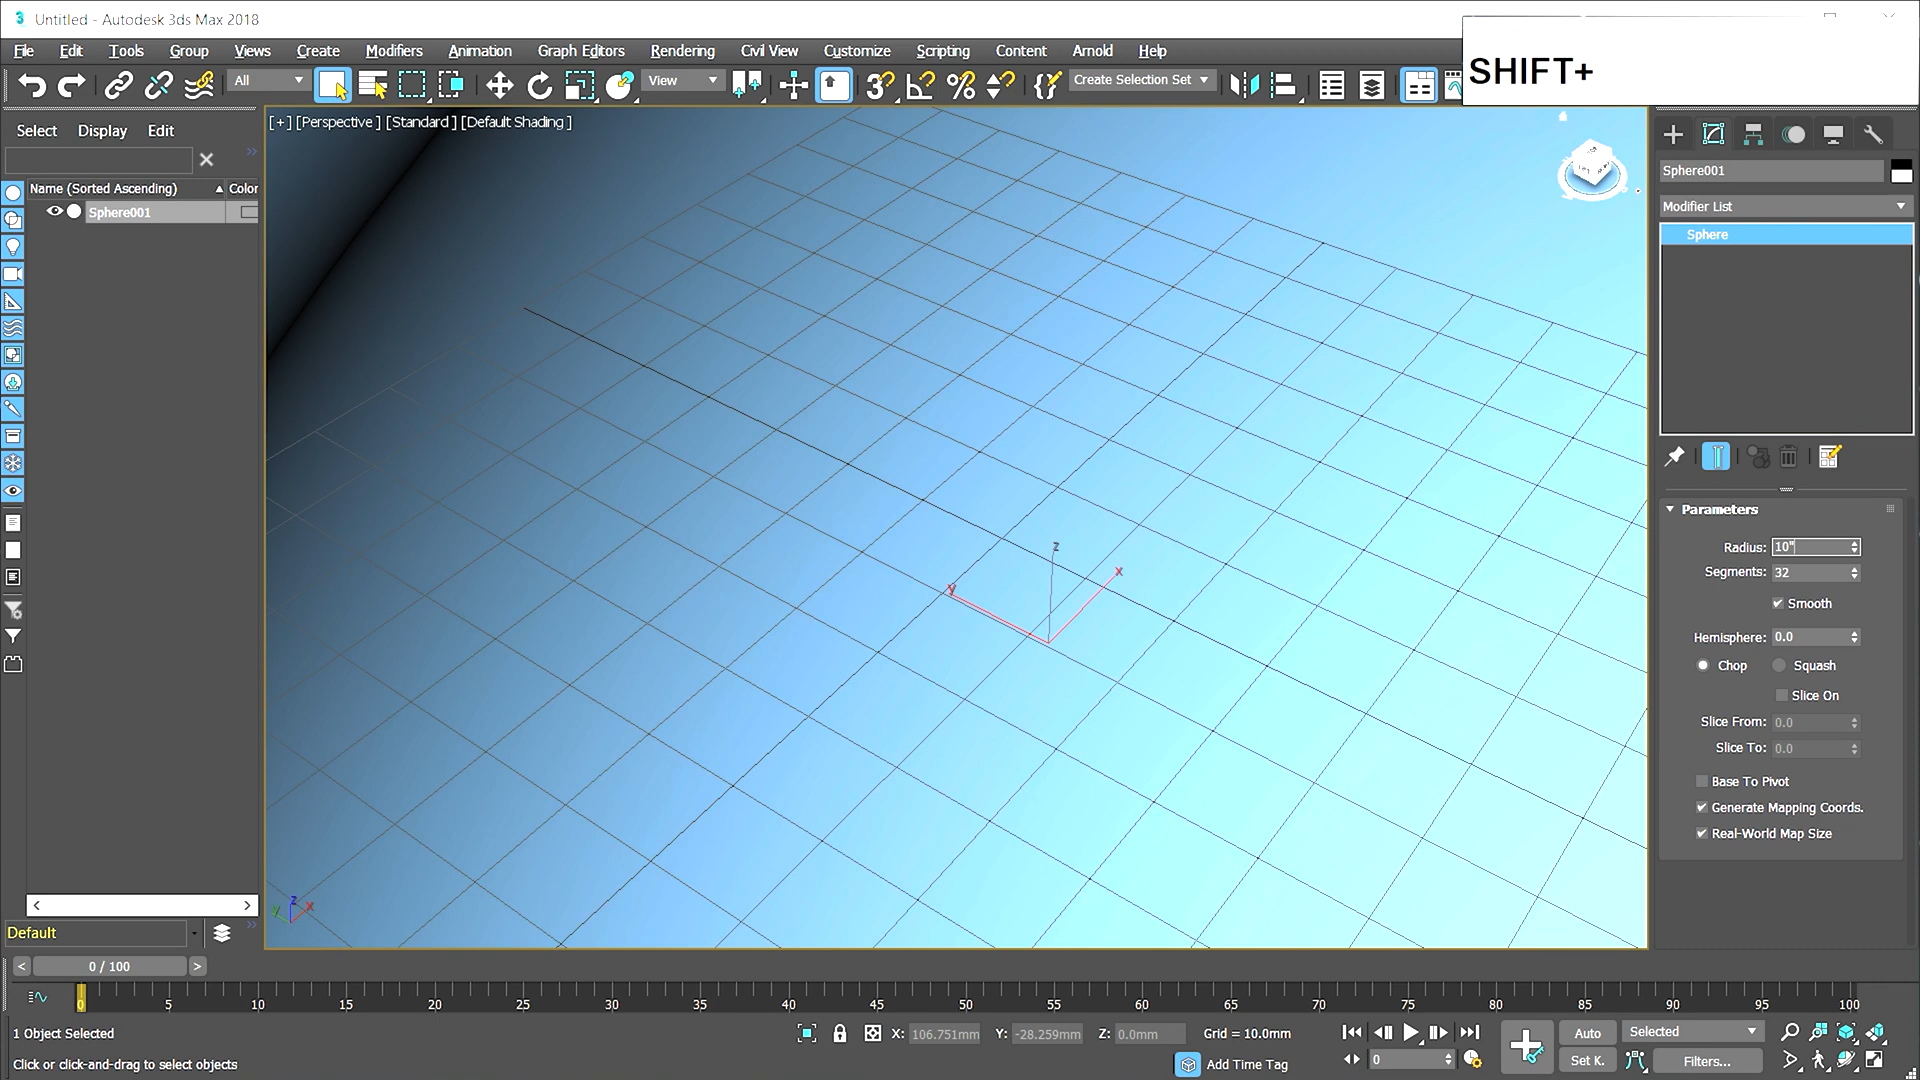 Untitled - Autodesk 3ds Max 2018
File Edit Tools Group Views Create Modifiers Animation Graph Editors Rendering Civil View Customize Scripting Content Arnold Help
SHIFT+
All
View
Create Selection Set
Select Display Edit
[+] [Perspective ] [Standard ] [Default Shading ]
Name (Sorted Ascending) Color
Sphere001
Sphere001
Modifier List
Sphere
Parameters
Radius: 10"
Segments: 32
Smooth
Hemisphere: 0.0
Chop Squash
Slice On
Slice From: 0.0
Slice To: 0.0
Base To Pivot
Generate Mapping Coords.
Real-World Map Size
z
x
y
z
x
y
Default
< 0 / 100 >
0 5 10 15 20 25 30 35 40 45 50 55 60 65 70 75 80 85 90 95 100
1 Object Selected
X: 106.751mm Y: -28.259mm Z: 0.0mm Grid = 10.0mm
Auto Selected
Click or click-and-drag to select objects
Add Time Tag
0
Set K. Filters...